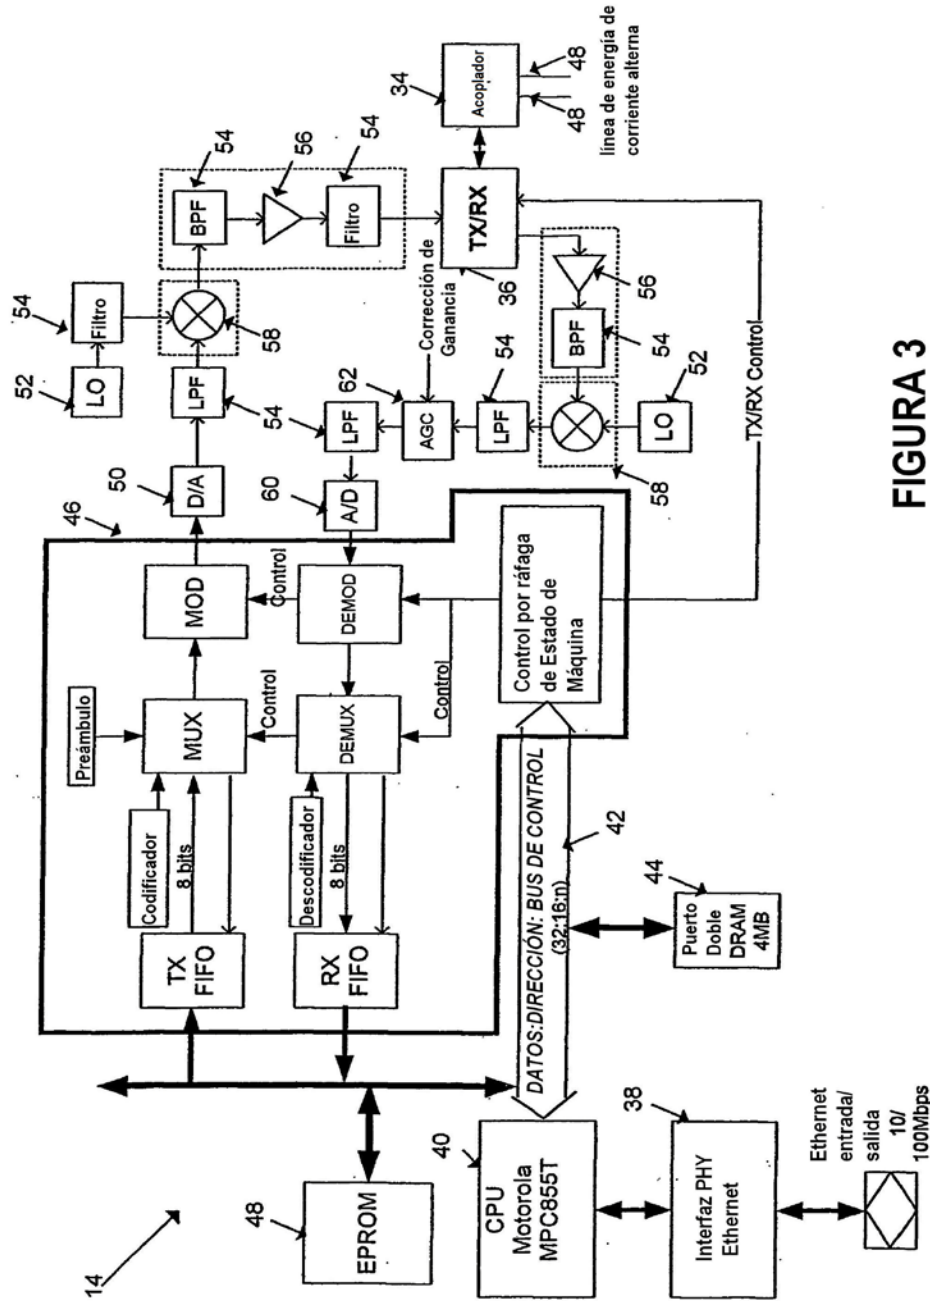 14
48
EPROM
40
CPU
Motorola
MPC855T
38
Interfaz PHY
Ethernet
Ethernet
entrada/
salida
10/
100Mbps
TX
FIFO
RX
FIFO
Codificador
8 bits
Descodificador
8 bits
DATOS:DIRECCIÓN: BUS DE CONTROL
(32:16:n)
42
44
Puerto
Doble
DRAM
4MB
Preámbulo
MUX
Control
DEMUX
Control
MOD
Control
DEMOD
Control por ráfaga
de Estado de
Máquina
46
50
D/A
60
A/D
52
LO
54
Filtro
LPF
54
58
54
BPF
56
54
Filtro
LPF
62
AGC
Corrección de
Ganancia
54
LPF
58
52
LO
BPF
54
56
36
TX/RX
34
Acoplador
48
48
línea de energía de
corriente alterna
TX/RX Control
FIGURA 3